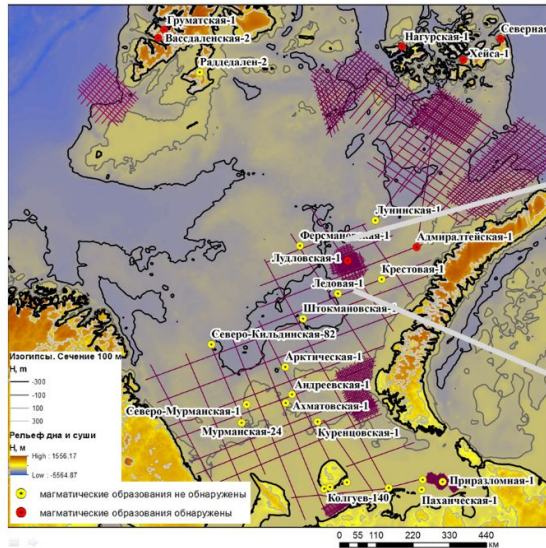 Груматская-1
Вассдаленская-2
Раддедален-2
Нагурская-1
Северная
Хейса-1
Лунинская-1
Ферсмановская-1
Адмиралтейская-1
Лудловская-1
Крестовая-1
Ледовая-1
Штокмановская-1
Северо-Кильдинская-82
Арктическая-1
Андреевская-1
Северо-Мурманская-1
Ахматовская-1
Мурманская-24
Куренцовская-1
Колгуев-140
Приразломная-1
Паханческая-1
Изогипсы. Сечение 100 м
H, m
-300
-100
100
300
Рельеф дна и суши
Н, м
High : 1556.17
Low : -5564.87
магматические образования не обнаружены
магматические образования обнаружены
0 55 110 220 330 440
км